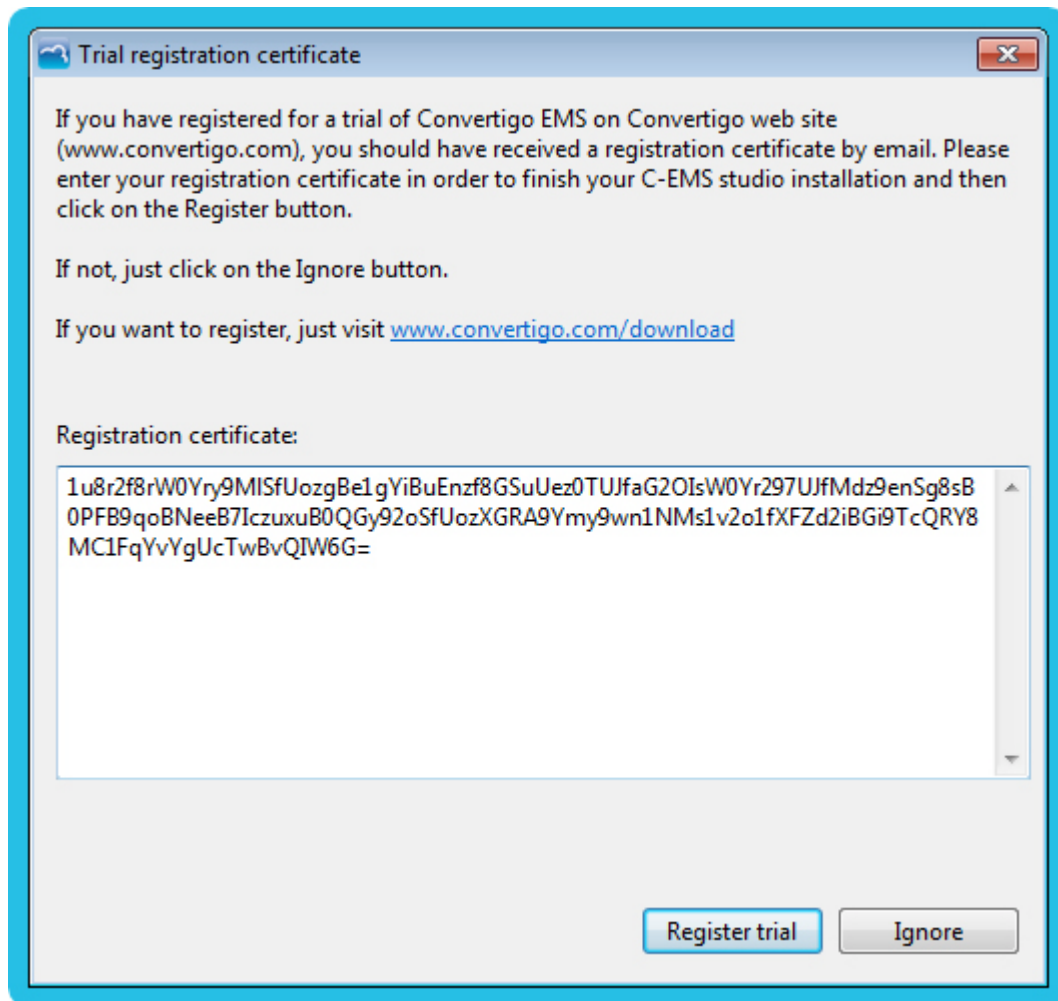 Trial registration certificate
If you have registered for a trial of Convertigo EMS on Convertigo web site
(www.convertigo.com), you should have received a registration certificate by email. Please
enter your registration certificate in order to finish your C-EMS studio installation and then
click on the Register button.
If not, just click on the Ignore button.
If you want to register, just visit www.convertigo.com/download
Registration certificate:
1u8r2f8rW0Yry9MlSfUozgBe1gYiBuEnzf8GSuUez0TUJfaG2OIsW0Yr297UJfMdz9enSg8sB
0PFB9qoBNeeB7IczuxuB0QGy92oSfUozXGRA9Ymy9wn1NMs1v2o1fXFZd2iBGi9TcQRY8
MC1FqYvYgUcTwBvQIW6G=
Register trial
Ignore